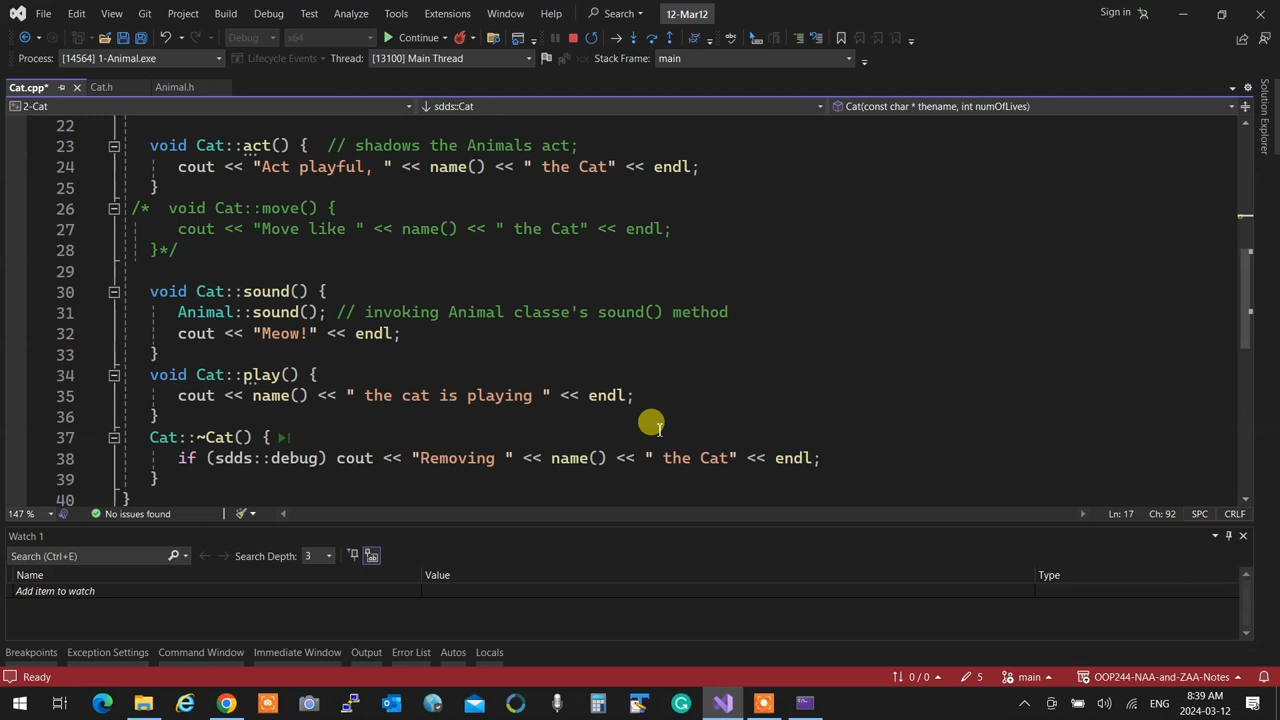 File Edit View Git Project Build Debug Test Analyze Tools Extensions Window Help Search 12-Mar12 Sign in
Debug x64 Continue
Process: [14564] 1-Animal.exe Lifecycle Events Thread: [13100] Main Thread Stack Frame: main
Cat.cpp* Cat.h Animal.h
2-Cat sdds::Cat Cat(const char * thename, int numOfLives)
22
23 void Cat::act() { // shadows the Animals act;
24 cout << "Act playful, " << name() << " the Cat" << endl;
25 }
26 /* void Cat::move() {
27 cout << "Move like " << name() << " the Cat" << endl;
28 }*/
29
30 void Cat::sound() {
31 Animal::sound(); // invoking Animal classe's sound() method
32 cout << "Meow!" << endl;
33 }
34 void Cat::play() {
35 cout << name() << " the cat is playing " << endl;
36 }
37 Cat::~Cat() {
38 if (sdds::debug) cout << "Removing " << name() << " the Cat" << endl;
39 }
40 }
Solution Explorer
147 % No issues found Ln: 17 Ch: 92 SPC CRLF
Watch 1
Search (Ctrl+E) Search Depth: 3
Name Value Type
Add item to watch
Breakpoints Exception Settings Command Window Immediate Window Output Error List Autos Locals
Ready 0 / 0 5 main OOP244-NAA-and-ZAA-Notes
ENG 8:39 AM
2024-03-12